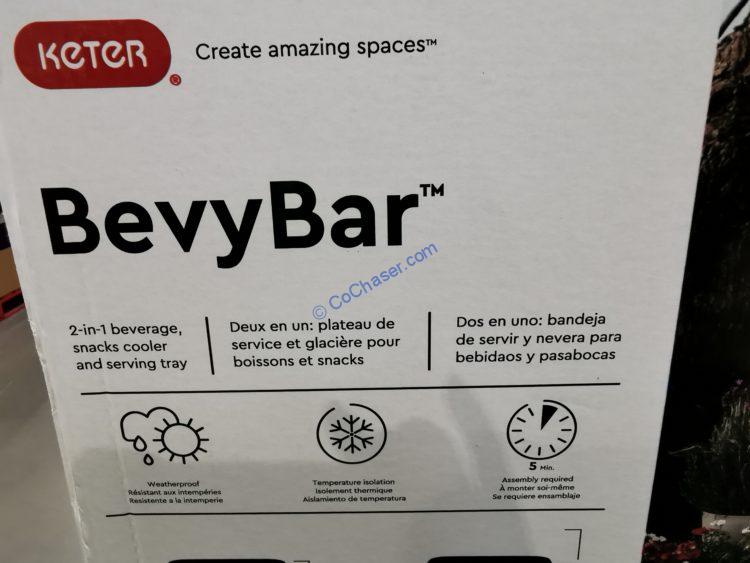 KETER ®
Create amazing spaces™
BevyBar™
© CoChaser.com
2-in-1 beverage,
snacks cooler
and serving tray
Deux en un: plateau de
service et glacière pour
boissons et snacks
Dos en uno: bandeja
de servir y nevera para
bebidaos y pasabocas
Weatherproof
Résistant aux intempéries
Resistente a la intemperie
Temperature isolation
Isolement thermique
Aislamiento de temperatura
5 Min.
Assembly required
À monter soi-même
Se requiere ensamblaje